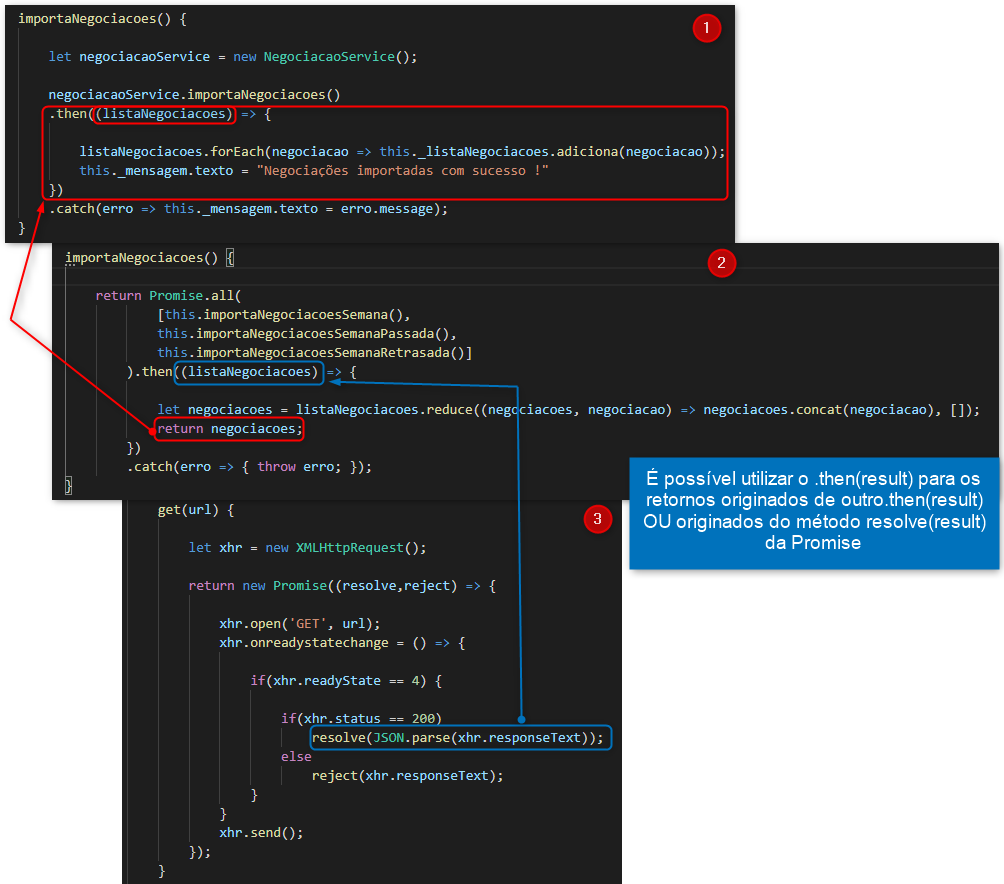 importaNegociacoes() {
1
let negociacaoService = new NegociacaoService();
negociacaoService.importaNegociacoes()
.then((listaNegociacoes) => {
listaNegociacoes.forEach(negociacao => this._listaNegociacoes.adiciona(negociacao));
this._mensagem.texto = "Negociações importadas com sucesso !"
})
.catch(erro => this._mensagem.texto = erro.message);
}
importaNegociacoes() {
2
return Promise.all(
[this.importaNegociacoesSemana(),
this.importaNegociacoesSemanaPassada(),
this.importaNegociacoesSemanaRetrasada()]
).then((listaNegociacoes) => {
let negociacoes = listaNegociacoes.reduce((negociacoes, negociacao) => negociacoes.concat(negociacao), []);
return negociacoes;
})
.catch(erro => { throw erro; });
}
É possível utilizar o .then(result) para os
retornos originados de outro.then(result)
OU originados do método resolve(result)
da Promise
get(url) {
3
let xhr = new XMLHttpRequest();
return new Promise((resolve,reject) => {
xhr.open('GET', url);
xhr.onreadystatechange = () => {
if(xhr.readyState == 4) {
if(xhr.status == 200)
resolve(JSON.parse(xhr.responseText));
else
reject(xhr.responseText);
}
}
xhr.send();
});
}